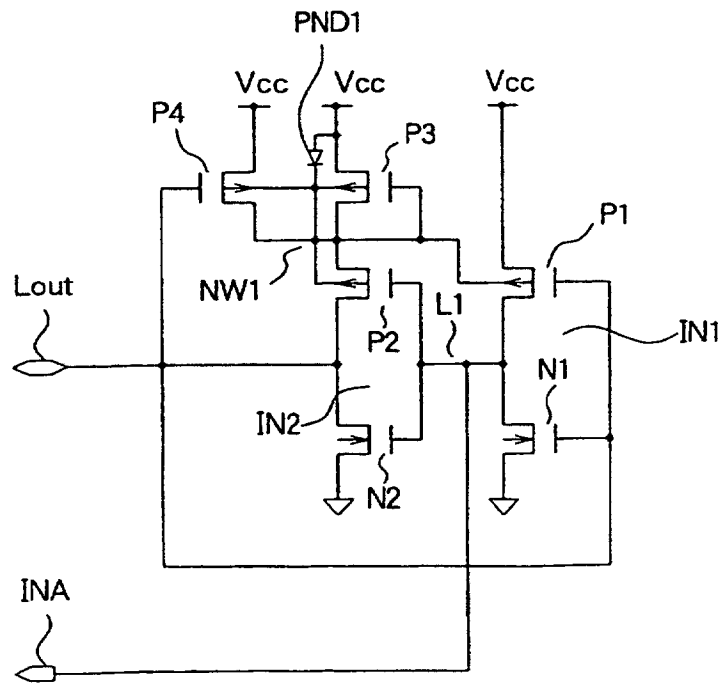 PND1
Vcc Vcc Vcc
P4
P3
P1
NW1
Lout
P2
L1
IN1
N1
IN2
N2
INA